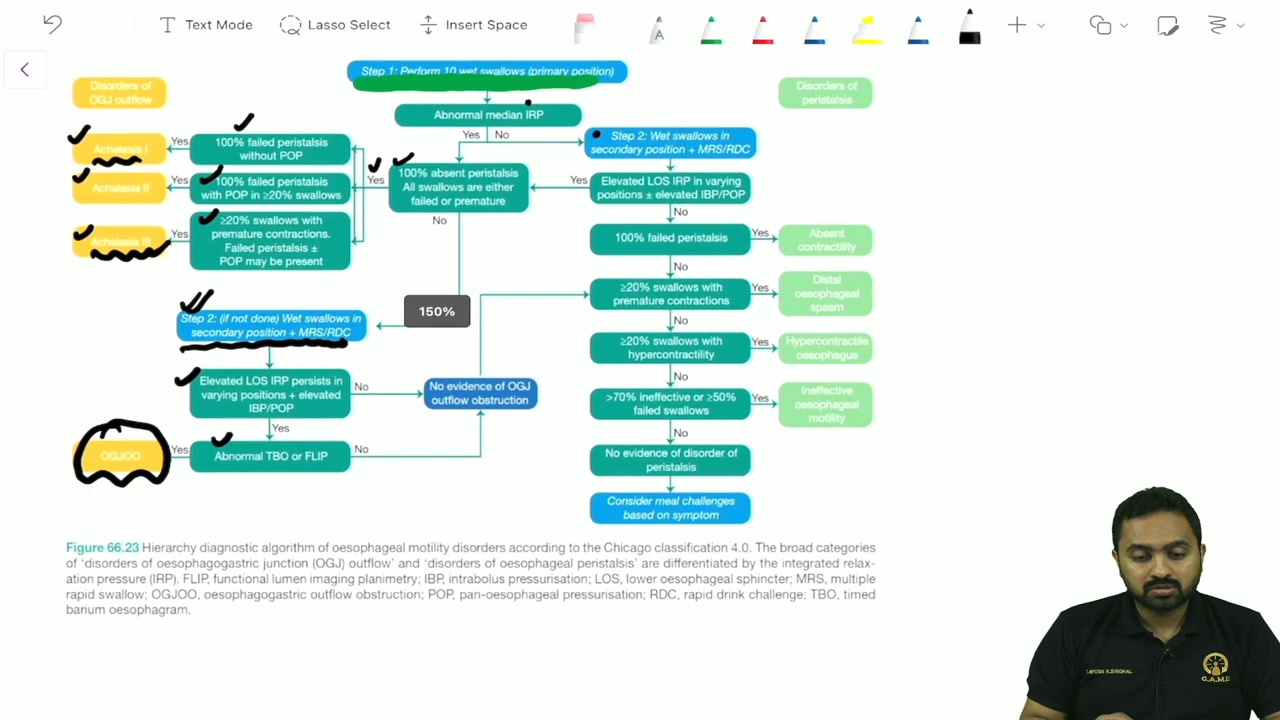 Text Mode
Lasso Select
Insert Space
A
Disorders of
OGJ outflow
Step 1: Perform 10 wet swallows (primary position)
Disorders of
peristalsis
Abnormal median IRP
Yes
No
Achalasia I
Yes
100% failed peristalsis
without POP
Step 2: Wet swallows in
secondary position + MRS/RDC
Achalasia II
Yes
100% failed peristalsis
with POP in ≥20% swallows
Yes
100% absent peristalsis
All swallows are either
failed or premature
Yes
Elevated LOS IRP in varying
positions ± elevated IBP/POP
No
No
Achalasia III
Yes
≥20% swallows with
premature contractions.
Failed peristalsis ±
POP may be present
100% failed peristalsis
Yes
Absent
contractility
No
≥20% swallows with
premature contractions
Yes
Distal
oesophageal
spasm
No
150%
Step 2: (if not done) Wet swallows in
secondary position + MRS/RDC
≥20% swallows with
hypercontractility
Yes
Hypercontractile
oesophagus
No
Elevated LOS IRP persists in
varying positions + elevated
IBP/POP
No
No evidence of OGJ
outflow obstruction
>70% ineffective or ≥50%
failed swallows
Yes
Ineffective
oesophageal
motility
Yes
No
OGJOO
Yes
Abnormal TBO or FLIP
No
No evidence of disorder of
peristalsis
Consider meal challenges
based on symptom
Figure 66.23 Hierarchy diagnostic algorithm of oesophageal motility disorders according to the Chicago classification 4.0. The broad categories
of ‘disorders of oesophagogastric junction (OGJ) outflow’ and ‘disorders of oesophageal peristalsis’ are differentiated by the integrated relax-
ation pressure (IRP). FLIP, functional lumen imaging planimetry; IBP, intrabolus pressurisation; LOS, lower oesophageal sphincter; MRS, multiple
rapid swallow; OGJOO, oesophagogastric outflow obstruction; POP, pan-oesophageal pressurisation; RDC, rapid drink challenge; TBO, timed
barium oesophagram.
C.A.M.E